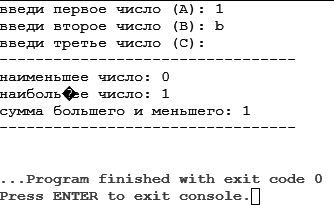 введи первое число (A): 1
введи второе число (B): b
введи третье число (C):
---------------------------------
наименьшее число: 0
наиболь�ее число: 1
сумма большего и меньшего: 1
---------------------------------
...Program finished with exit code 0
Press ENTER to exit console.